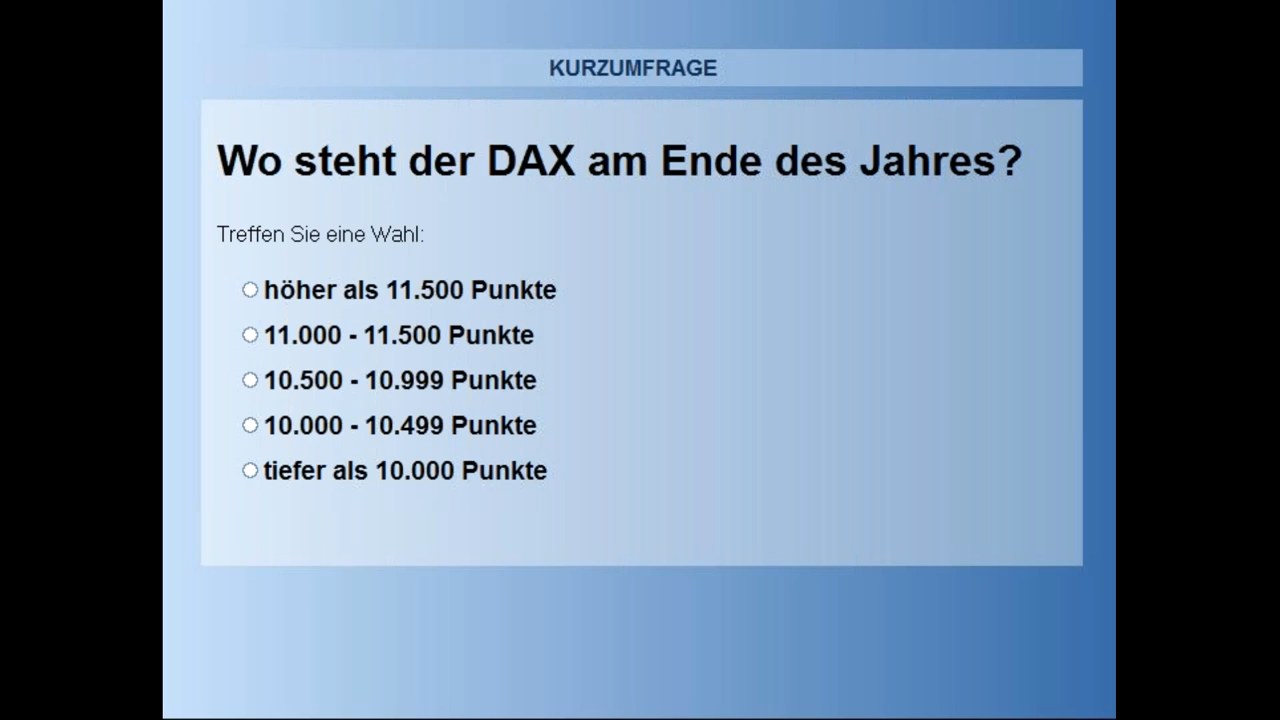 KURZUMFRAGE
Wo steht der DAX am Ende des Jahres?
Treffen Sie eine Wahl:
höher als 11.500 Punkte
11.000 - 11.500 Punkte
10.500 - 10.999 Punkte
10.000 - 10.499 Punkte
tiefer als 10.000 Punkte